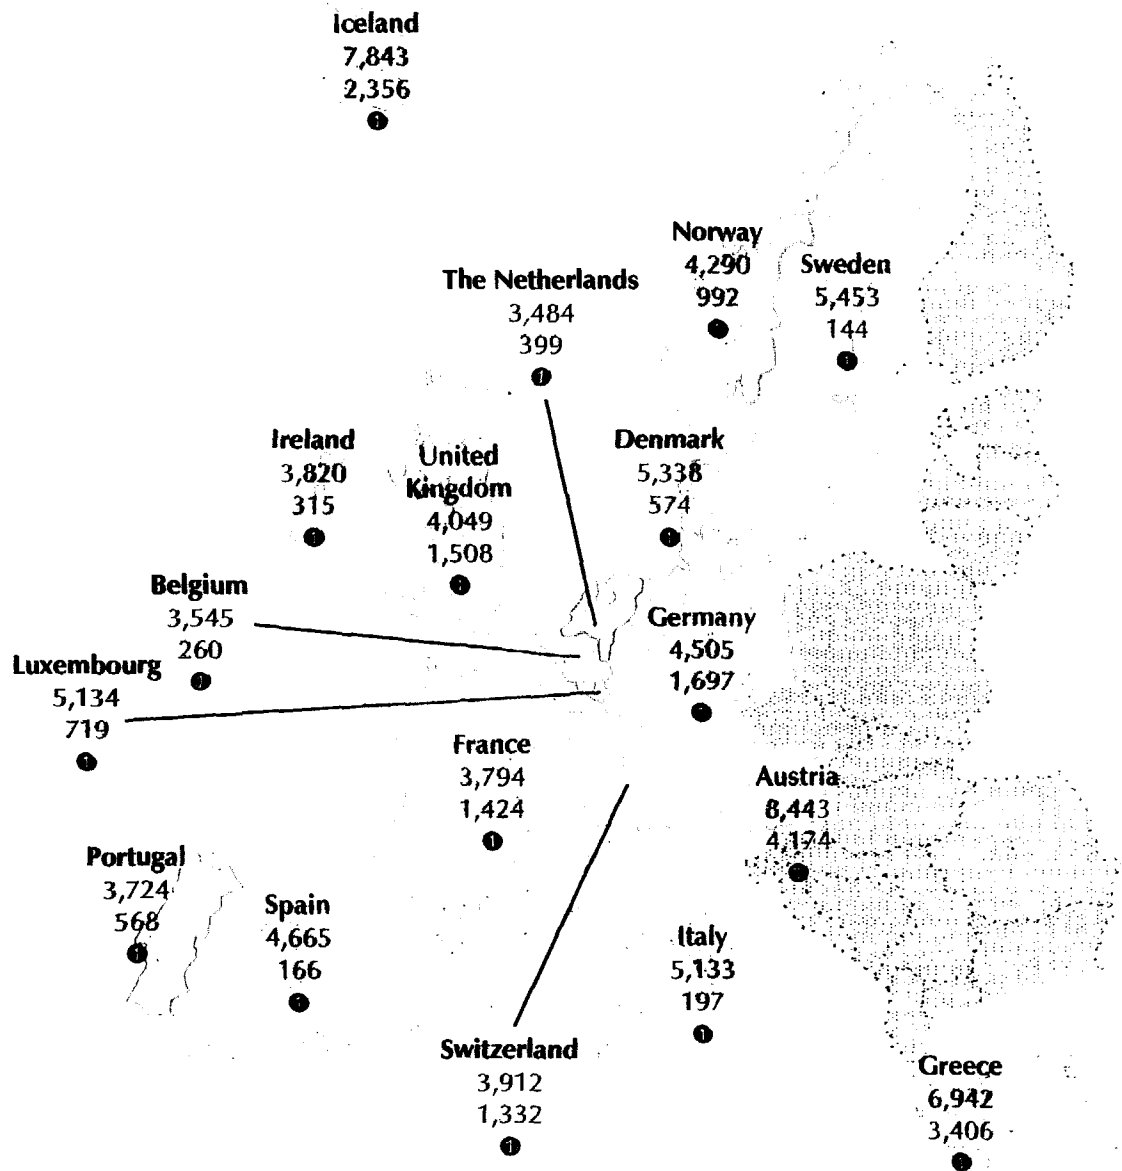 Iceland
7,843
2,356
Norway
4,290
992
Sweden
5,453
144
The Netherlands
3,484
399
Ireland
3,820
315
United
Kingdom
4,049
1,508
Denmark
5,338
574
Belgium
3,545
260
Germany
4,505
1,697
Luxembourg
5,134
719
France
3,794
1,424
Austria
8,443
4,174
Portugal
3,724
568
Spain
4,665
166
Italy
5,133
197
Switzerland
3,912
1,332
Greece
6,942
3,406